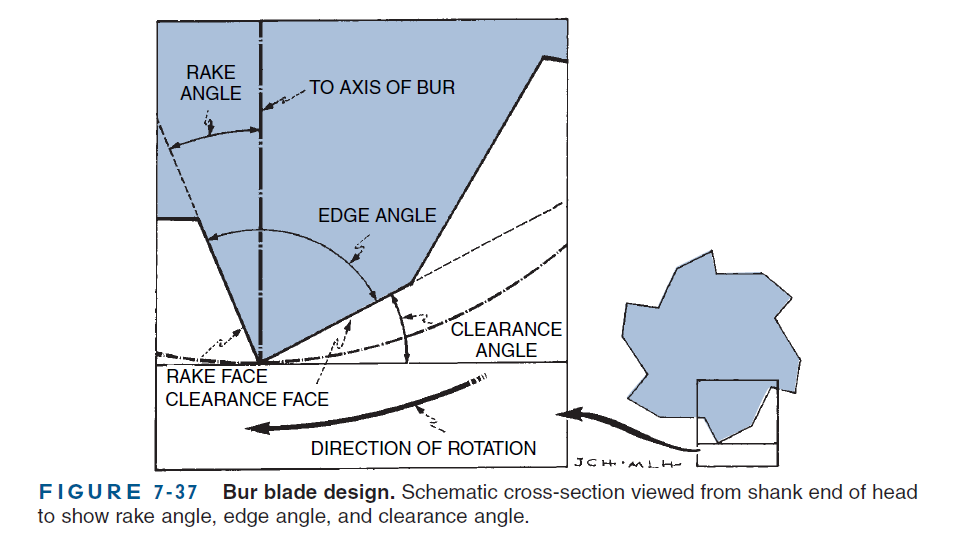 RAKE
ANGLE
TO AXIS OF BUR
EDGE ANGLE
CLEARANCE
ANGLE
RAKE FACE
CLEARANCE FACE
DIRECTION OF ROTATION
JCH·MLH
FIGURE 7-37 Bur blade design. Schematic cross-section viewed from shank end of head
to show rake angle, edge angle, and clearance angle.